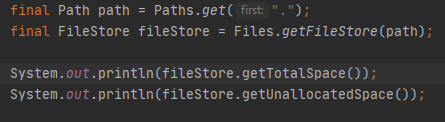 final Path path = Paths.get( first: ".");
final FileStore fileStore = Files.getFileStore(path);
System.out.println(fileStore.getTotalSpace());
System.out.println(fileStore.getUnallocatedSpace());